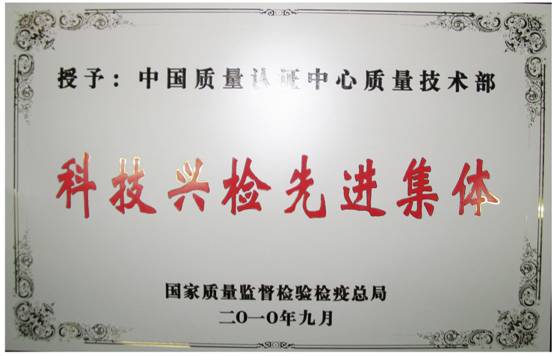 授予：中国质量认证中心质量技术部
科技兴检先进集体
国家质量监督检验检疫总局
二〇一〇年九月